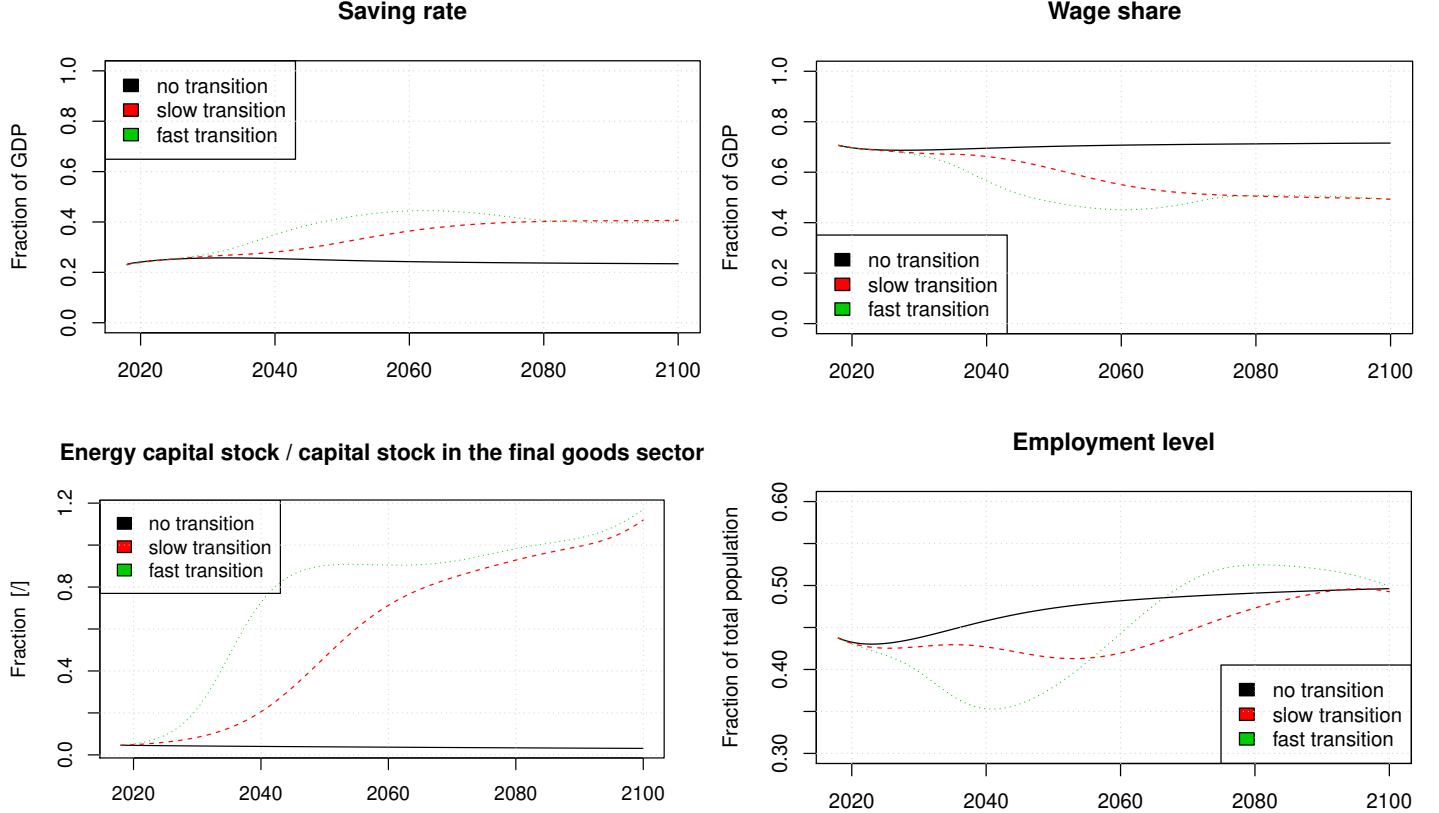 Saving rate
Fraction of GDP
1.0
0.8
0.6
0.4
0.2
0.0
no transition
slow transition
fast transition
2020 2040 2060 2080 2100
Wage share
Fraction of GDP
1.0
0.8
0.6
0.4
0.2
0.0
no transition
slow transition
fast transition
2020 2040 2060 2080 2100
Energy capital stock / capital stock in the final goods sector
Fraction [/]
1.2
0.8
0.4
0.0
no transition
slow transition
fast transition
2020 2040 2060 2080 2100
Employment level
Fraction of total population
0.60
0.50
0.40
0.30
no transition
slow transition
fast transition
2020 2040 2060 2080 2100